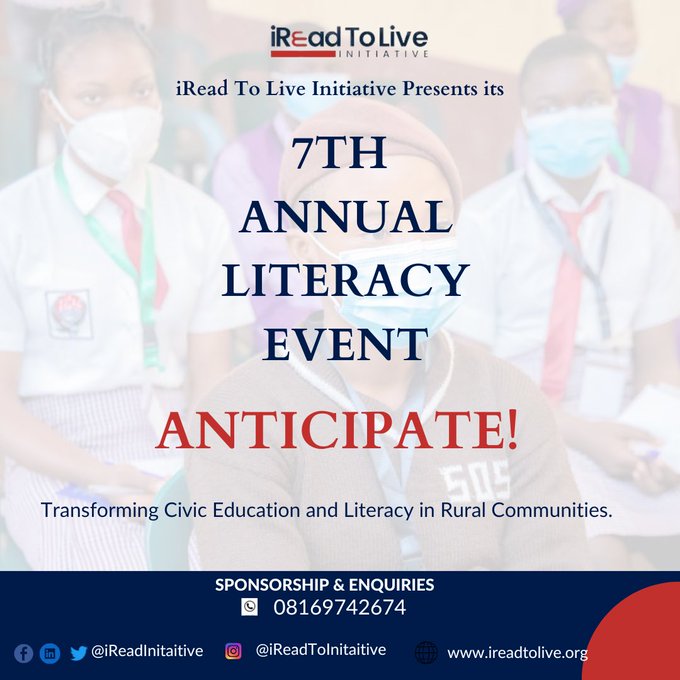 iREad To Live
INITIATIVE
iRead To Live Initiative Presents its
7TH
ANNUAL
LITERACY
EVENT
ANTICIPATE!
SOS
Transforming Civic Education and Literacy in Rural Communities.
SPONSORSHIP & ENQUIRIES
08169742674
@iReadInitaitive @iReadToInitaitive www.ireadtolive.org